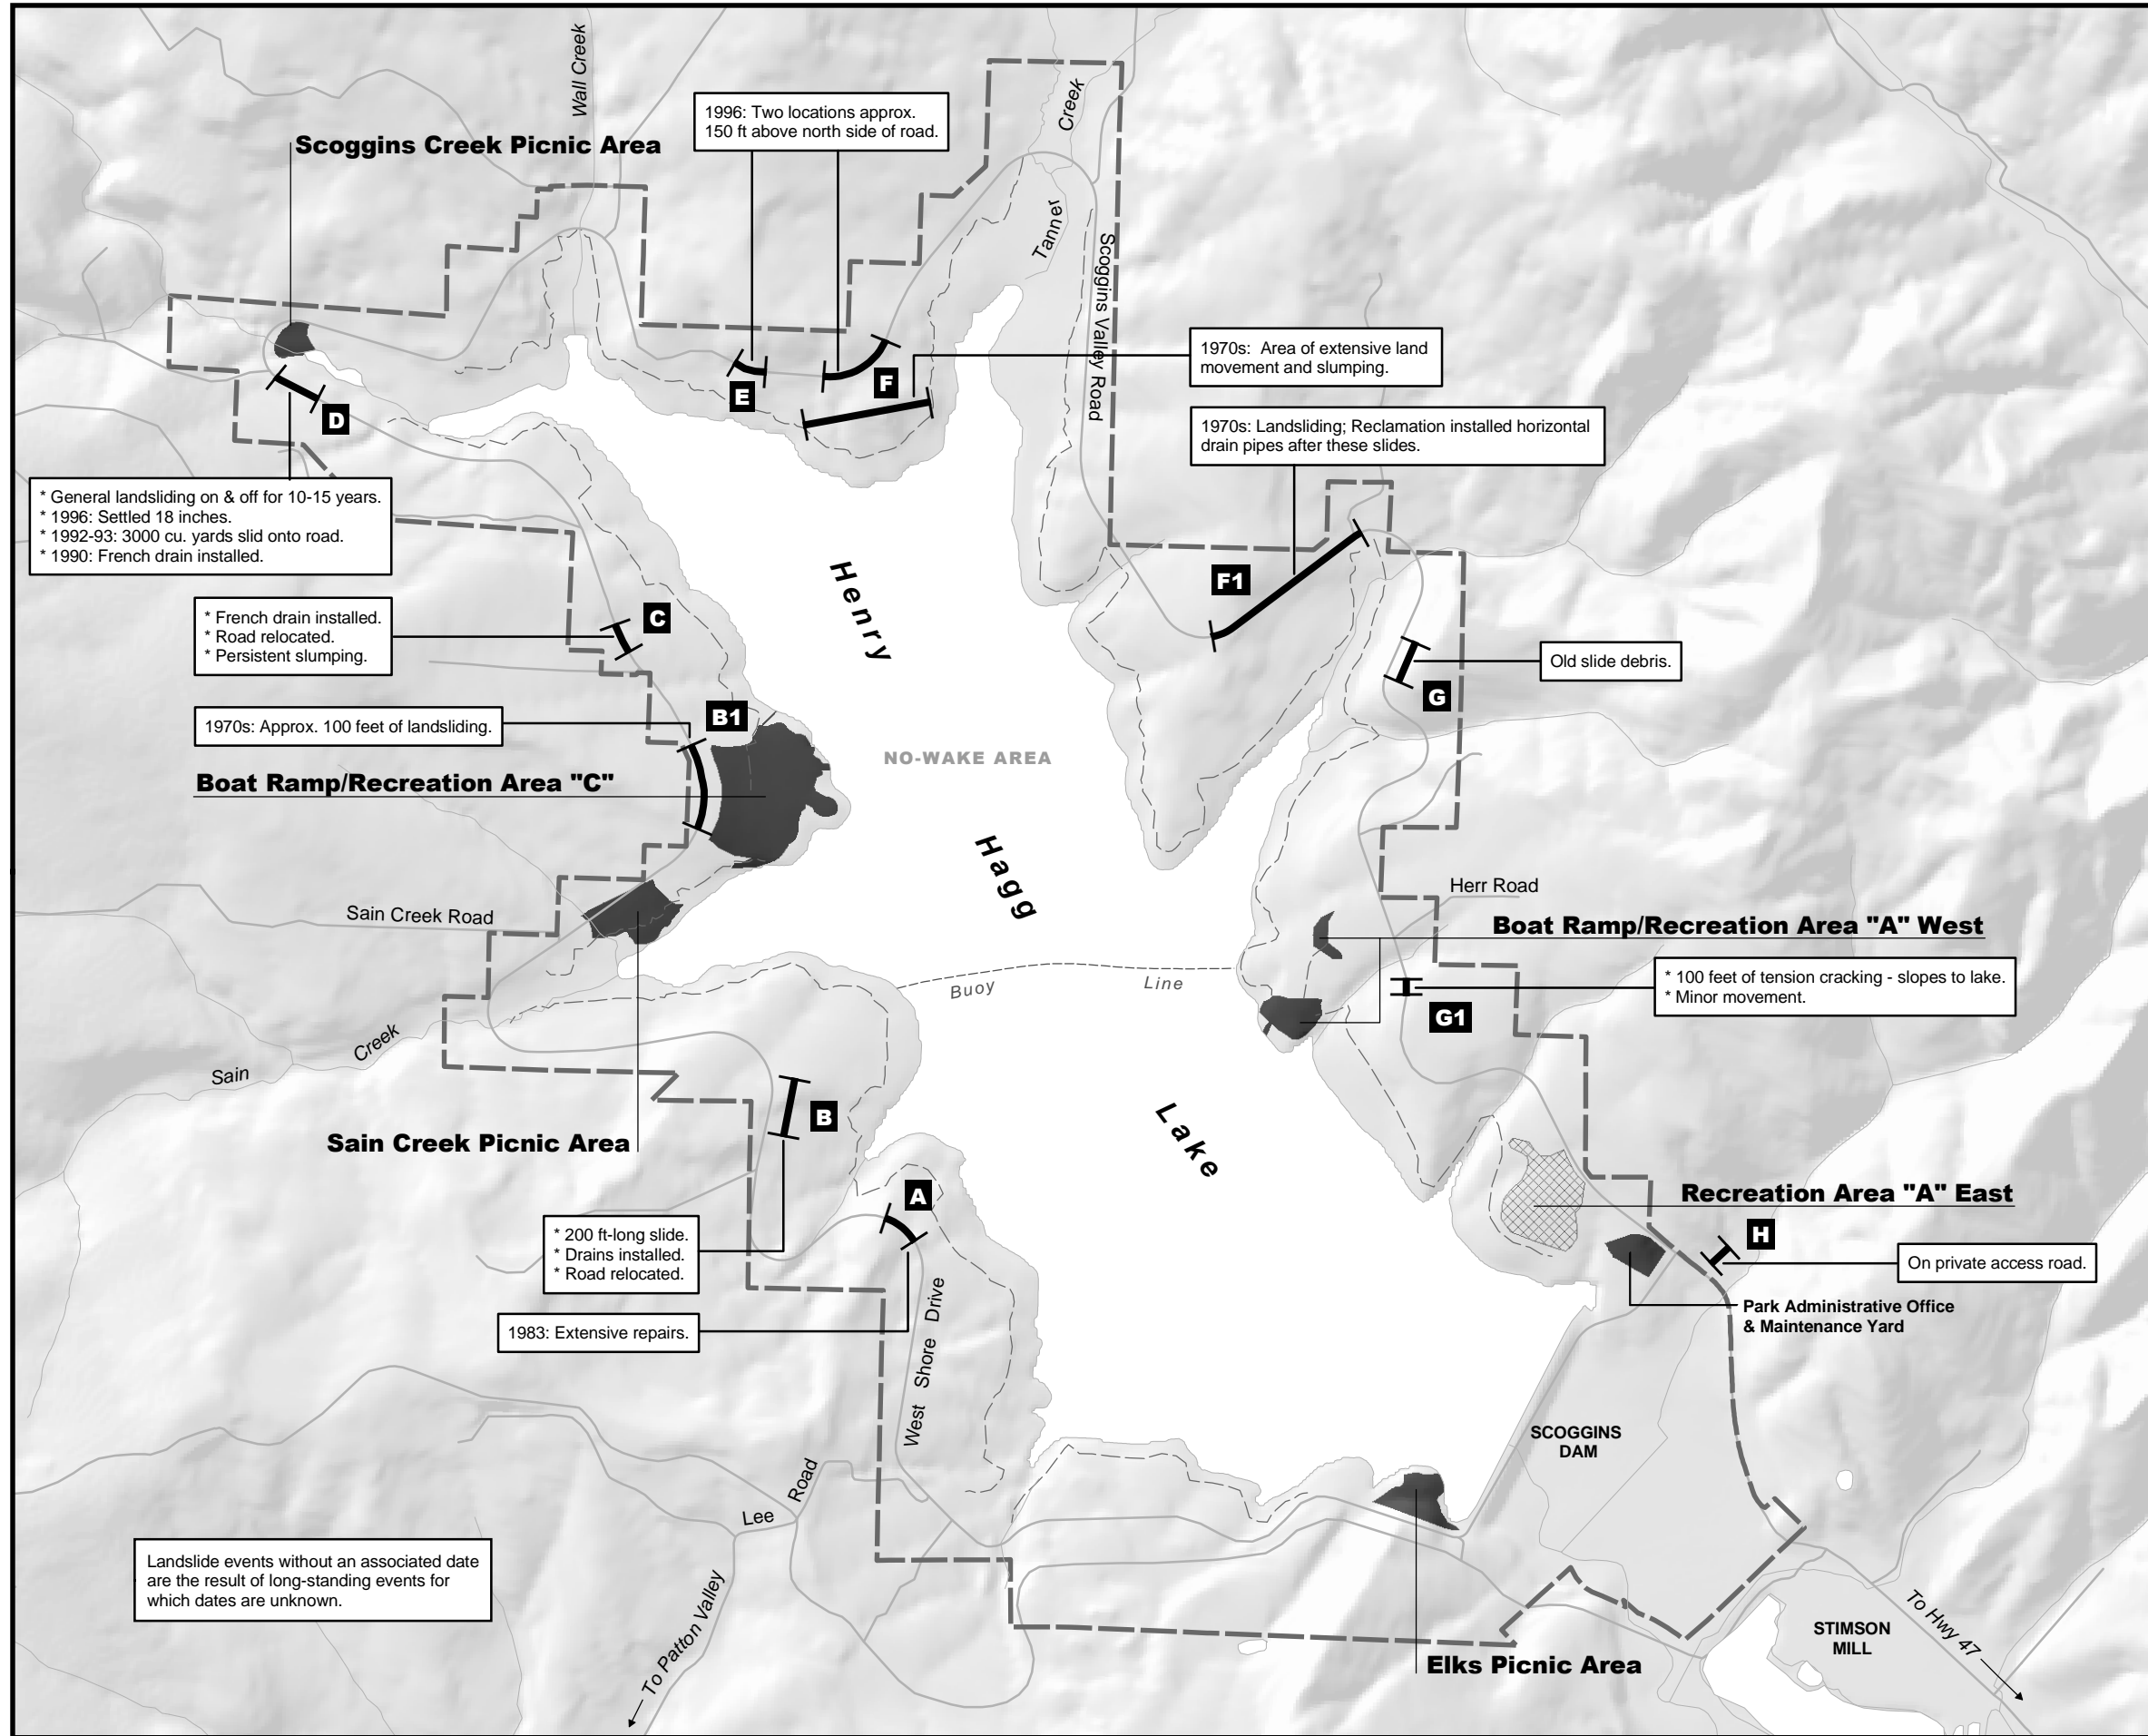 Wall Creek
1996: Two locations approx.
150 ft above north side of road.
Scoggins Creek Picnic Area
Tanner
Creek
Scoggins Valley Road
1970s: Area of extensive land
movement and slumping.
E
F
D
1970s: Landsliding; Reclamation installed horizontal
drain pipes after these slides.
* General landsliding on & off for 10-15 years.
* 1996: Settled 18 inches.
* 1992-93: 3000 cu. yards slid onto road.
* 1990: French drain installed.
F1
Henry
* French drain installed.
* Road relocated.
* Persistent slumping.
C
Old slide debris.
G
1970s: Approx. 100 feet of landsliding.
B1
NO-WAKE AREA
Boat Ramp/Recreation Area "C"
Hagg
Herr Road
Sain Creek Road
Boat Ramp/Recreation Area "A" West
* 100 feet of tension cracking - slopes to lake.
* Minor movement.
Buoy
Line
G1
Sain
Creek
B
Lake
Sain Creek Picnic Area
A
Recreation Area "A" East
H
* 200 ft-long slide.
* Drains installed.
* Road relocated.
On private access road.
Park Administrative Office
& Maintenance Yard
1983: Extensive repairs.
West Shore Drive
SCOGGINS
DAM
Lee Road
Landslide events without an associated date
are the result of long-standing events for
which dates are unknown.
To Patton Valley
To Hwy 47
STIMSON
MILL
Elks Picnic Area